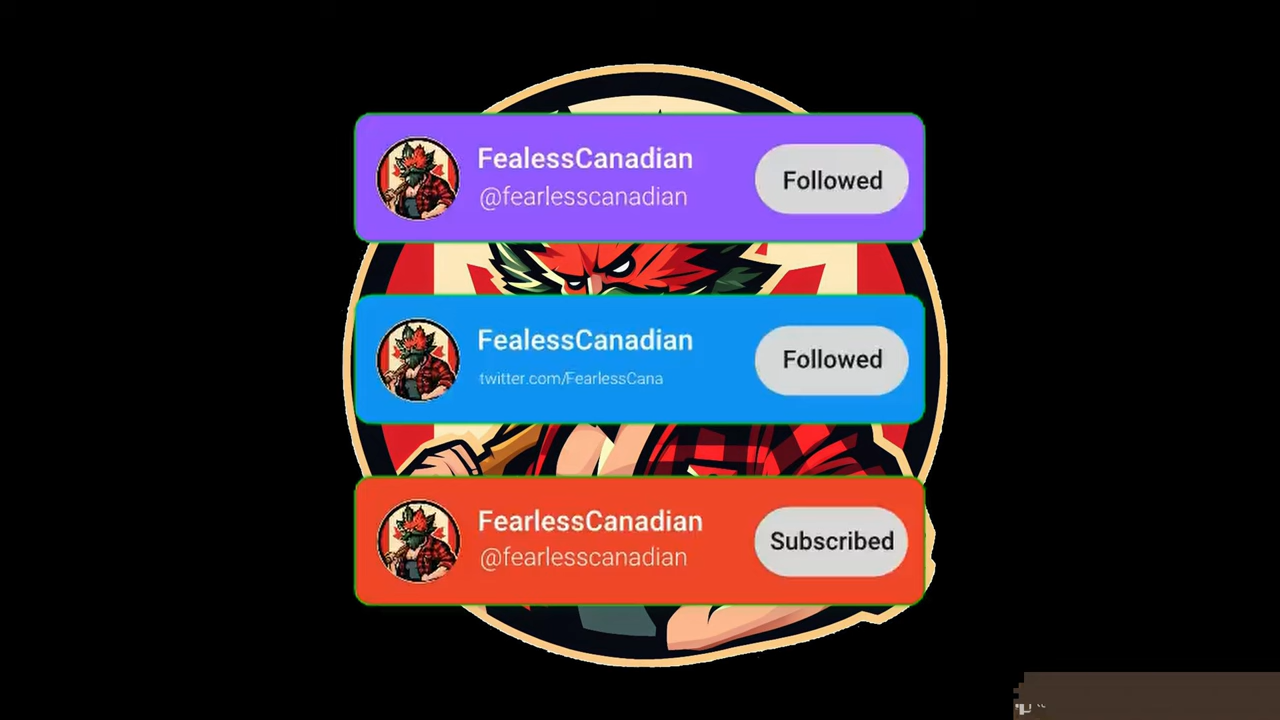 FealessCanadian
@fearlesscanadian
Followed
FealessCanadian
twitter.com/FearlessCana
Followed
FearlessCanadian
@fearlesscanadian
Subscribed